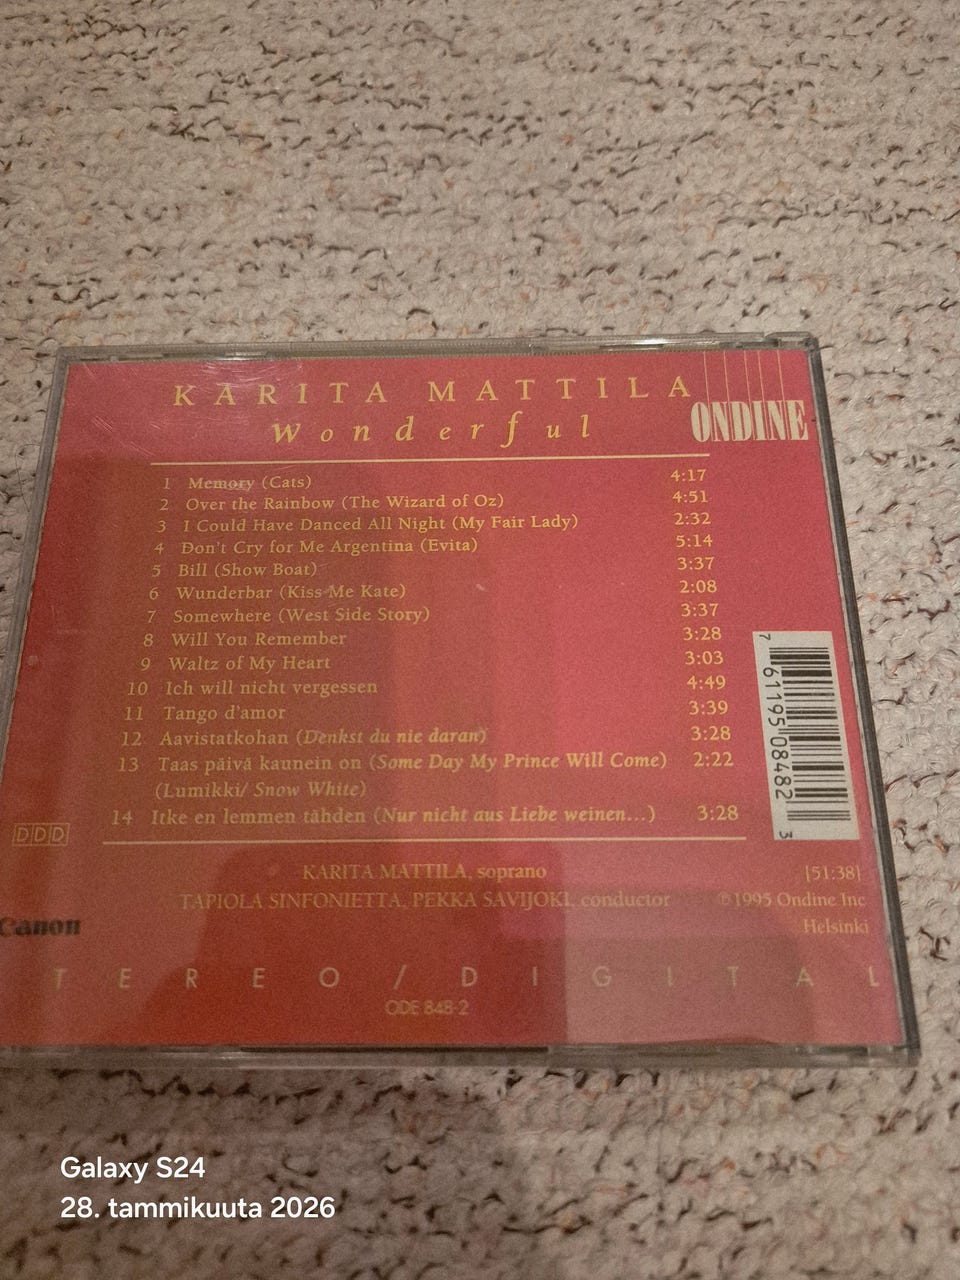 KARITA MATTILA
Wonderful
ONDINE
1 Memory (Cats) 4:17
2 Over the Rainbow (The Wizard of Oz) 4:51
3 I Could Have Danced All Night (My Fair Lady) 2:32
4 Don't Cry for Me Argentina (Evita) 5:14
5 Bill (Show Boat) 3:37
6 Wunderbar (Kiss Me Kate) 2:08
7 Somewhere (West Side Story) 3:37
8 Will You Remember 3:28
9 Waltz of My Heart 3:03
10 Ich will nicht vergessen 4:49
11 Tango d'amor 3:39
12 Aavistatkohan (Denkst du nie daran) 3:28
13 Taas päivä kaunein on (Some Day My Prince Will Come) 2:22
(Lumikki/ Snow White)
14 Itke en lemmen tähden (Nur nicht aus Liebe weinen...) 3:28
7 61195 08482 3
DDD
KARITA MATTILA, soprano [51:38]
TAPIOLA SINFONIETTA, PEKKA SAVIJOKI, conductor ℗1995 Ondine Inc
Helsinki
Canon
TEREO/DIGITAL
ODE 848-2
Galaxy S24
28. tammikuuta 2026